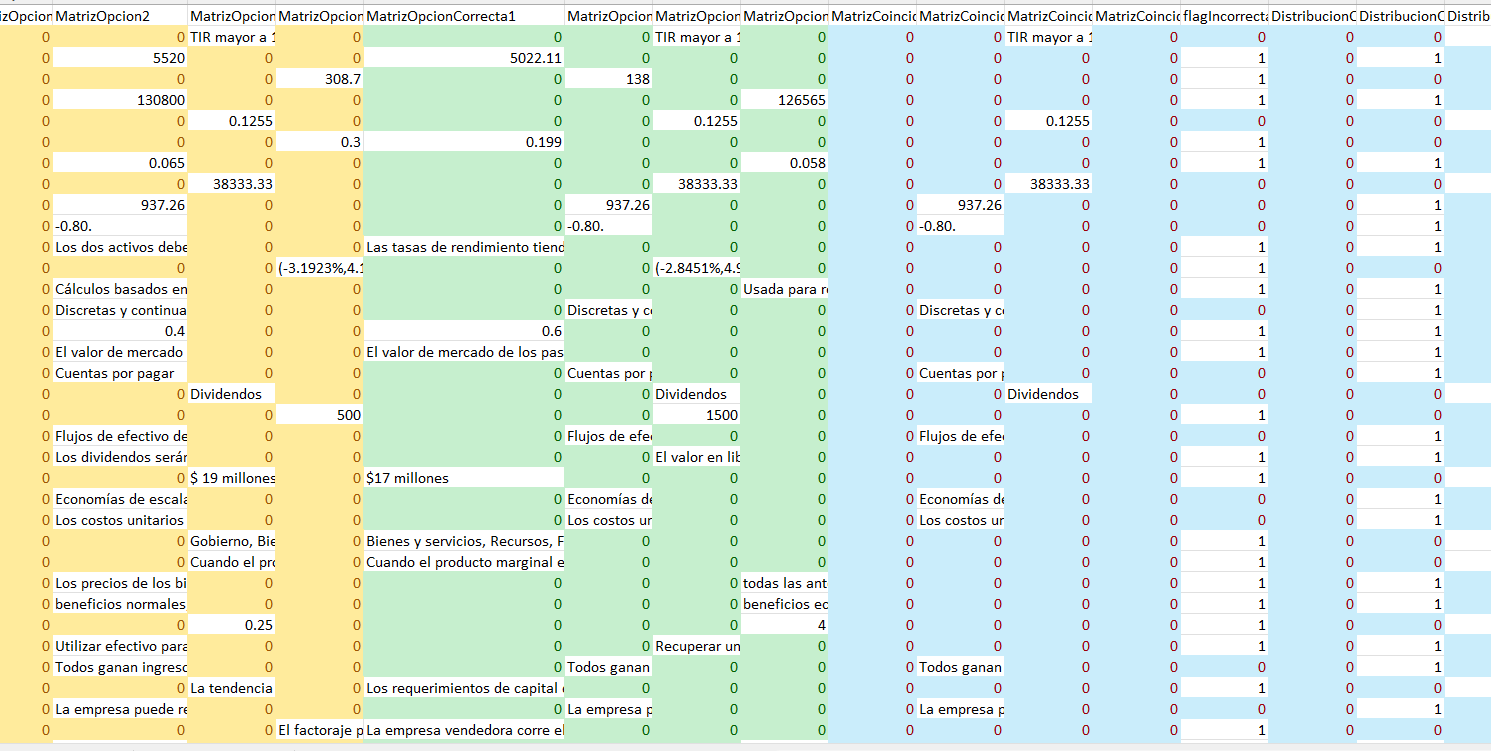 zOpcion MatrizOpcion2 MatrizOpcion MatrizOpcion MatrizOpcionCorrecta1 MatrizOpcion MatrizOpcion MatrizOpcion MatrizCoincid MatrizCoincid MatrizCoincid MatrizCoincid flagIncorrecta DistribucionO DistribucionO Distrib
0 0 TIR mayor a 1 0 0 0 TIR mayor a 1 0 0 0 TIR mayor a 1 0 0 0 0
0 5520 0 0 5022.11 0 0 0 0 0 0 0 1 0 1
0 0 0 308.7 0 138 0 0 0 0 0 0 1 0 0
0 130800 0 0 0 0 0 126565 0 0 0 0 1 0 1
0 0 0.1255 0 0 0 0.1255 0 0 0 0.1255 0 0 0 0
0 0 0 0.3 0.199 0 0 0 0 0 0 0 1 0 0
0 0.065 0 0 0 0 0 0.058 0 0 0 0 1 0 1
0 0 38333.33 0 0 0 38333.33 0 0 0 38333.33 0 0 0 0
0 937.26 0 0 0 937.26 0 0 0 937.26 0 0 0 0 1
0 -0.80. 0 0 0 -0.80. 0 0 0 -0.80. 0 0 0 0 1
0 Los dos activos debe 0 0 Las tasas de rendimiento tiend 0 0 0 0 0 0 0 1 0 1
0 0 0 (-3.1923%,4.1 0 0 (-2.8451%,4.9 0 0 0 0 0 1 0 0
0 Cálculos basados en 0 0 0 0 0 Usada para re 0 0 0 0 1 0 1
0 Discretas y continua 0 0 0 Discretas y co 0 0 0 Discretas y co 0 0 0 0 1
0 0.4 0 0 0.6 0 0 0 0 0 0 0 1 0 1
0 El valor de mercado 0 0 El valor de mercado de los pas 0 0 0 0 0 0 0 1 0 1
0 Cuentas por pagar 0 0 0 Cuentas por p 0 0 0 Cuentas por p 0 0 0 0 1
0 0 Dividendos 0 0 0 Dividendos 0 0 0 Dividendos 0 0 0 0
0 0 0 500 0 0 1500 0 0 0 0 0 1 0 0
0 Flujos de efectivo de 0 0 0 Flujos de efec 0 0 0 Flujos de efec 0 0 0 0 1
0 Los dividendos serán 0 0 0 0 El valor en lib 0 0 0 0 0 1 0 1
0 0 $ 19 millones 0 $17 millones 0 0 0 0 0 0 0 1 0 0
0 Economías de escala 0 0 0 Economías de 0 0 0 Economías de 0 0 0 0 1
0 Los costos unitarios 0 0 0 Los costos un 0 0 0 Los costos un 0 0 0 0 1
0 0 Gobierno, Bie 0 Bienes y servicios, Recursos, F 0 0 0 0 0 0 0 1 0 0
0 0 Cuando el pro 0 Cuando el producto marginal e 0 0 0 0 0 0 0 1 0 0
0 Los precios de los bi 0 0 0 0 0 todas las ant 0 0 0 0 1 0 1
0 beneficios normales 0 0 0 0 0 beneficios ec 0 0 0 0 1 0 1
0 0 0.25 0 0 0 0 4 0 0 0 0 1 0 0
0 Utilizar efectivo para 0 0 0 0 Recuperar un 0 0 0 0 0 1 0 1
0 Todos ganan ingreso 0 0 0 Todos ganan 0 0 0 Todos ganan 0 0 0 0 1
0 0 La tendencia 0 Los requerimientos de capital 0 0 0 0 0 0 0 1 0 0
0 La empresa puede re 0 0 0 La empresa p 0 0 0 La empresa p 0 0 0 0 1
0 0 0 El factoraje p La empresa vendedora corre el 0 0 0 0 0 0 0 1 0 0